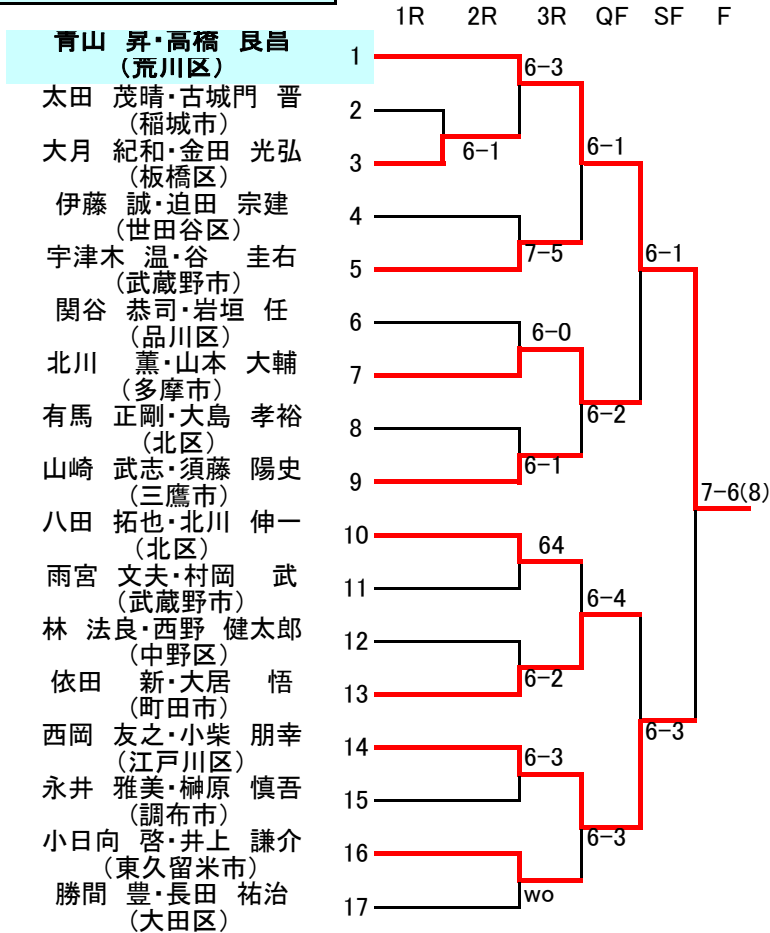 1R 2R 3R QF SF F
青山 昇・高橋 良昌
(荒川区)
1
6-3
太田 茂晴・古城門 晋
(稲城市)
2
大月 紀和・金田 光弘
(板橋区)
3
6-1
6-1
伊藤 誠・迫田 宗建
(世田谷区)
4
宇津木 温・谷 圭右
(武蔵野市)
5
7-5
6-1
関谷 恭司・岩垣 任
(品川区)
6
6-0
北川 薫・山本 大輔
(多摩市)
7
有馬 正剛・大島 孝裕
(北区)
8
6-2
山崎 武志・須藤 陽史
(三鷹市)
9
6-1
7-6(8)
八田 拓也・北川 伸一
(北区)
10
64
雨宮 文夫・村岡 武
(武蔵野市)
11
6-4
林 法良・西野 健太郎
(中野区)
12
依田 新・大居 悟
(町田市)
13
6-2
西岡 友之・小柴 朋幸
(江戸川区)
14
6-3
6-3
永井 雅美・榊原 慎吾
(調布市)
15
小日向 啓・井上 謙介
(東久留米市)
16
6-3
勝間 豊・長田 祐治
(大田区)
17
wo